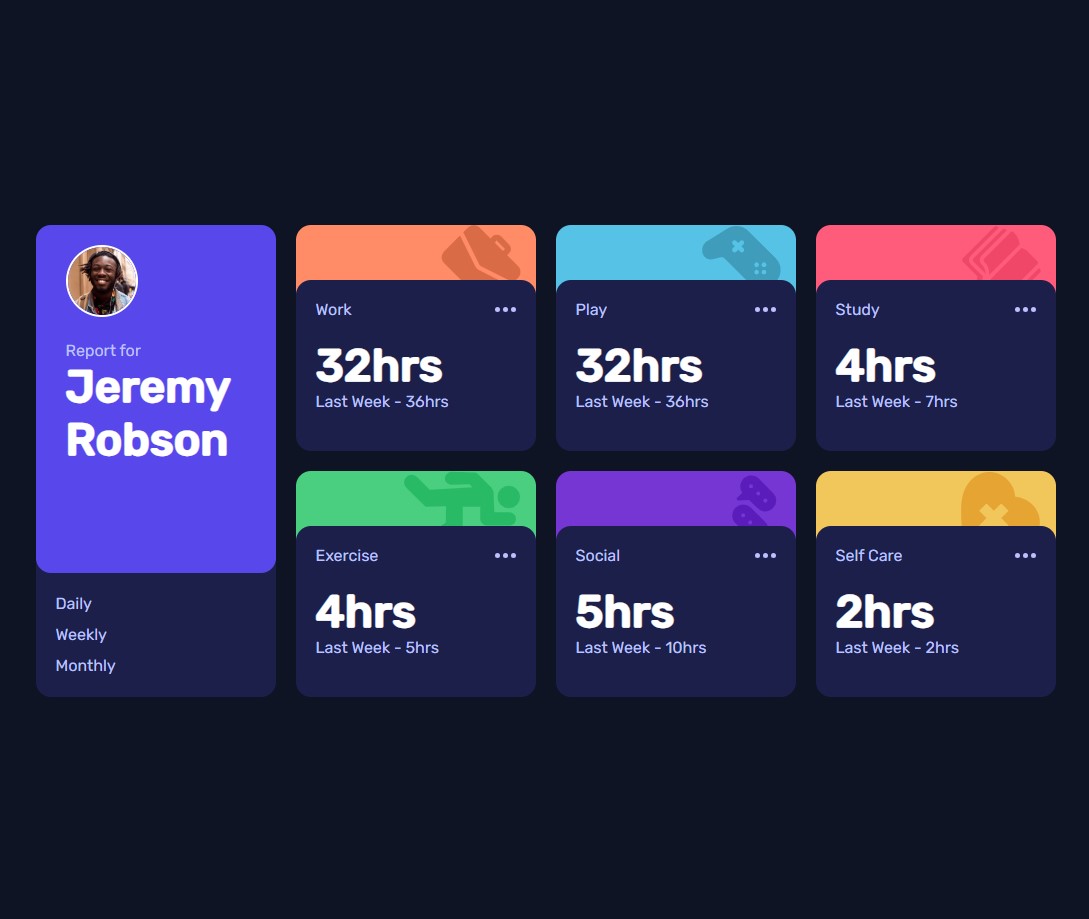 Report for
Jeremy
Robson
Daily
Weekly
Monthly
Work
32hrs
Last Week - 36hrs
Play
32hrs
Last Week - 36hrs
Study
4hrs
Last Week - 7hrs
Exercise
4hrs
Last Week - 5hrs
Social
5hrs
Last Week - 10hrs
Self Care
2hrs
Last Week - 2hrs